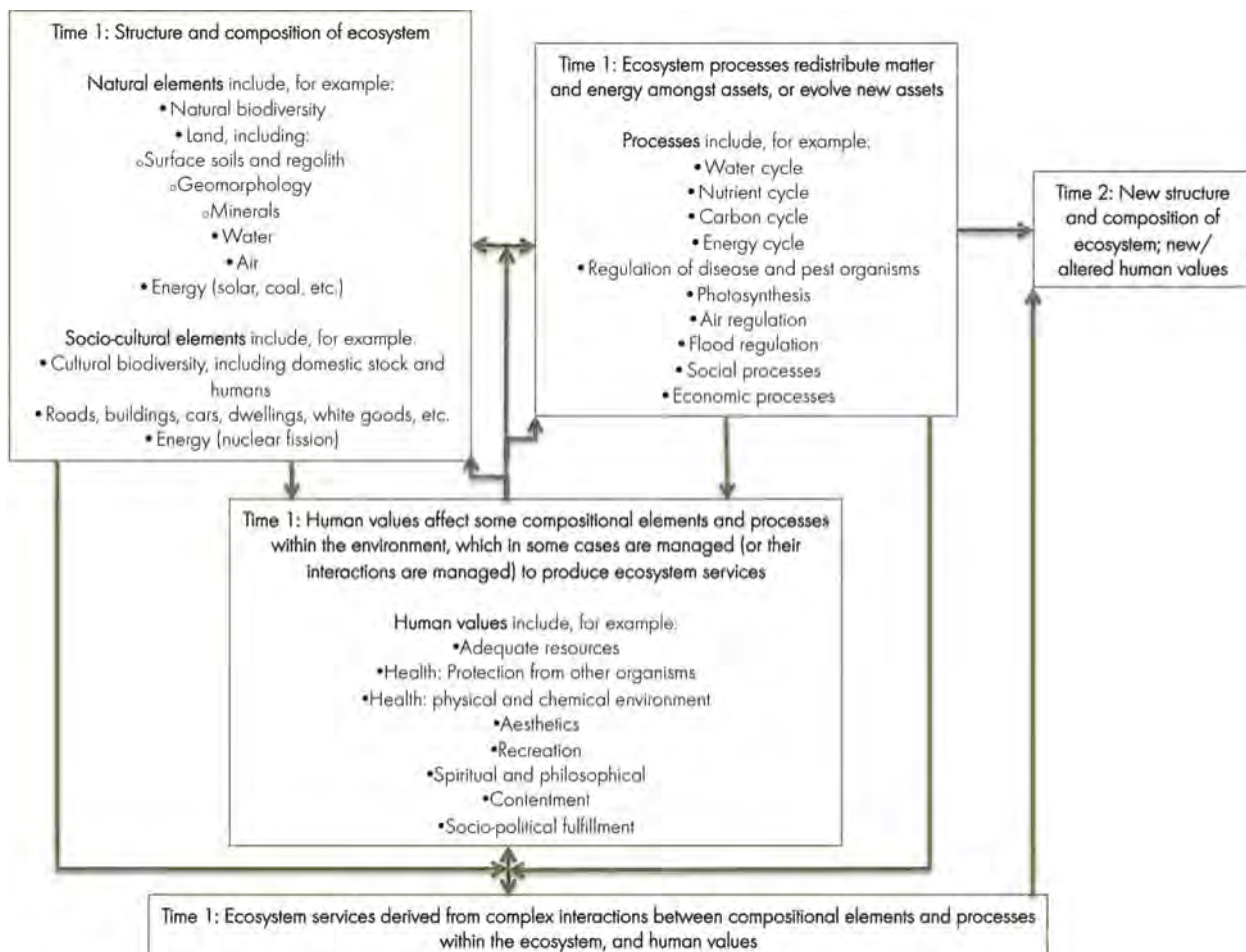 Time 1: Structure and composition of ecosystem
Natural elements include, for example:
•Natural biodiversity
•Land, including:
oSurface soils and regolith
oGeomorphology
oMinerals
•Water
•Air
•Energy (solar, coal, etc.)
Socio-cultural elements include, for example
•Cultural biodiversity, including domestic stock and
humans
•Roads, buildings, cars, dwellings, white goods, etc.
•Energy (nuclear fission)
Time 1: Ecosystem processes redistribute matter
and energy amongst assets, or evolve new assets
Processes include, for example:
•Water cycle
•Nutrient cycle
•Carbon cycle
•Energy cycle
•Regulation of disease and pest organisms
•Photosynthesis
•Air regulation
•Flood regulation
•Social processes
•Economic processes
Time 2: New structure
and composition of
ecosystem; new/
altered human values
Time 1: Human values affect some compositional elements and processes
within the environment, which in some cases are managed (or their
interactions are managed) to produce ecosystem services
Human values include, for example:
•Adequate resources
•Health: Protection from other organisms
•Health: physical and chemical environment
•Aesthetics
•Recreation
•Spiritual and philosophical
•Contentment
•Socio-political fulfillment
Time 1: Ecosystem services derived from complex interactions between compositional elements and processes
within the ecosystem, and human values